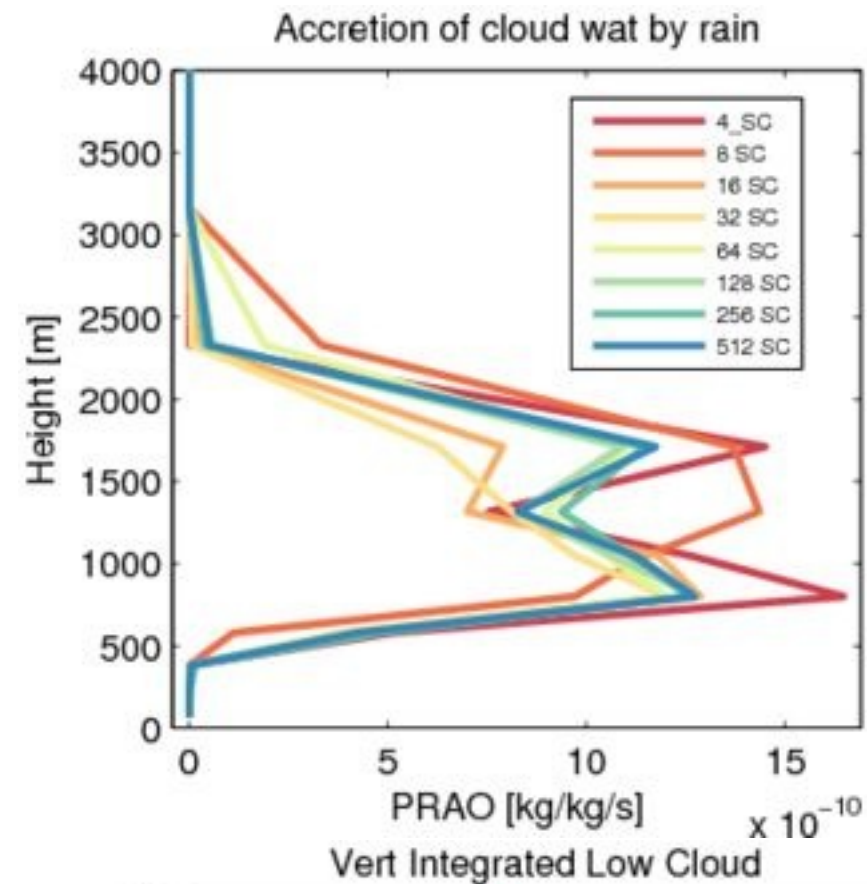 Accretion of cloud wat by rain
4000
3500
3000
2500
2000
1500
1000
500
0
Height [m]
4_SC
8 SC
16 SC
32 SC
64 SC
128 SC
256 SC
512 SC
0 5 10 15
PRAO [kg/kg/s]
x 10⁻¹⁰
Vert Integrated Low Cloud